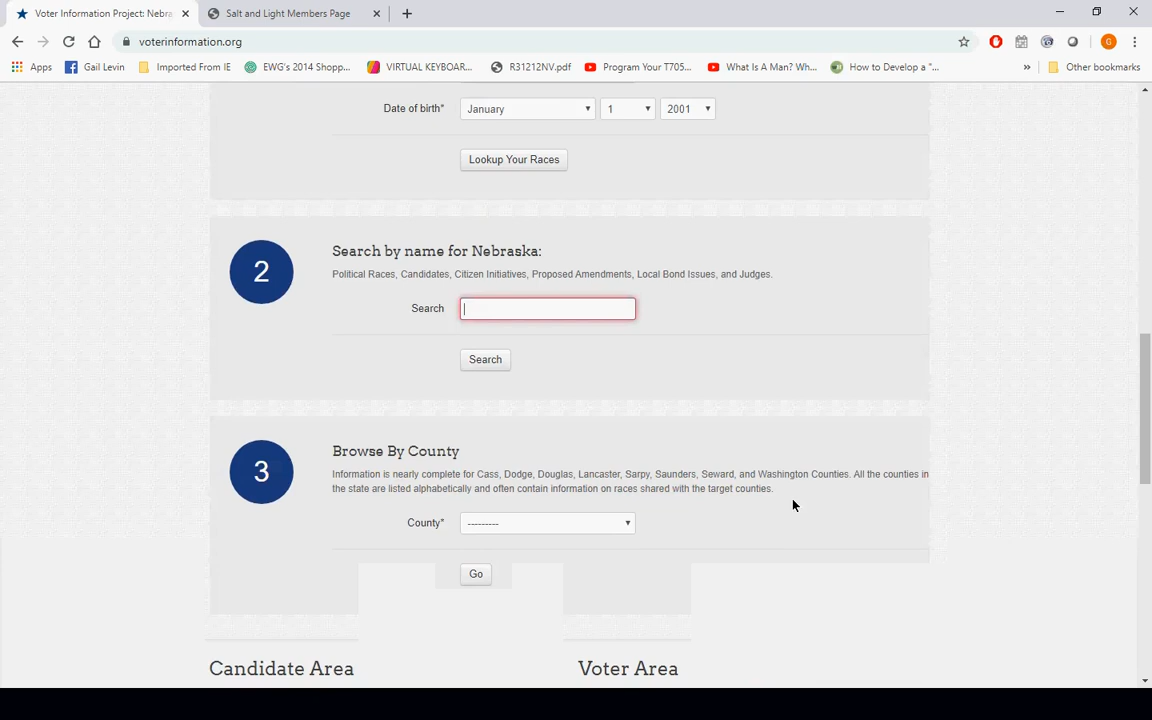 Voter Information Project: Nebra
Salt and Light Members Page
voterinformation.org
G
Apps
Gail Levin
Imported From IE
EWG's 2014 Shopp...
VIRTUAL KEYBOAR...
R31212NV.pdf
Program Your T705...
What Is A Man? Wh...
How to Develop a "...
»
Other bookmarks
Date of birth*
January
1
2001
Lookup Your Races
2
Search by name for Nebraska:
Political Races, Candidates, Citizen Initiatives, Proposed Amendments, Local Bond Issues, and Judges.
Search
Search
3
Browse By County
Information is nearly complete for Cass, Dodge, Douglas, Lancaster, Sarpy, Saunders, Seward, and Washington Counties. All the counties in
the state are listed alphabetically and often contain information on races shared with the target counties.
County*
---------
Go
Candidate Area
Voter Area